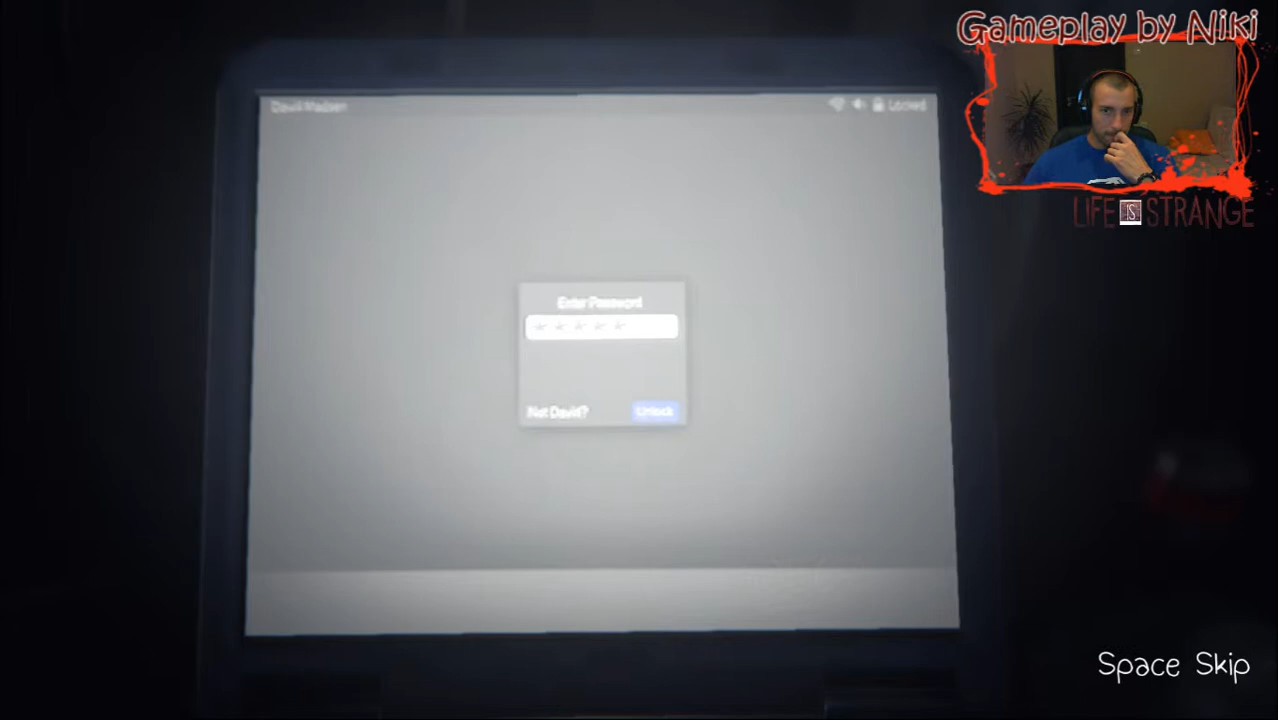 Gameplay by Niki
LIFE IS STRANGE
David Madsen
Locked
Enter Password
* * * * *
Not David?
Unlock
Space Skip